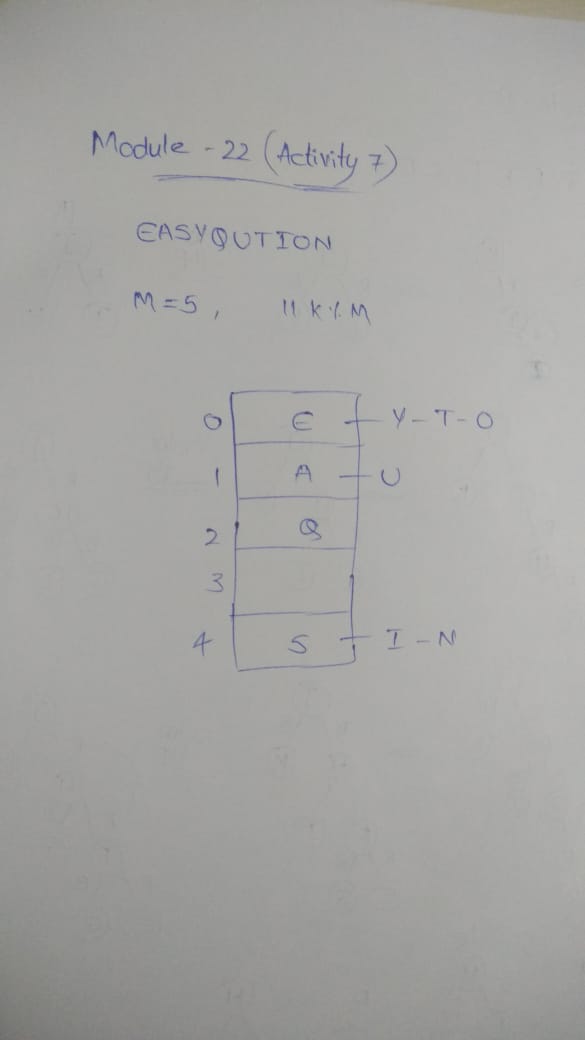 Module - 22 (Activity 7)
EASYQUTION
M = 5, 11 K % M
0 E - Y - T - O
1 A - U
2 Q
3
4 S - I - N